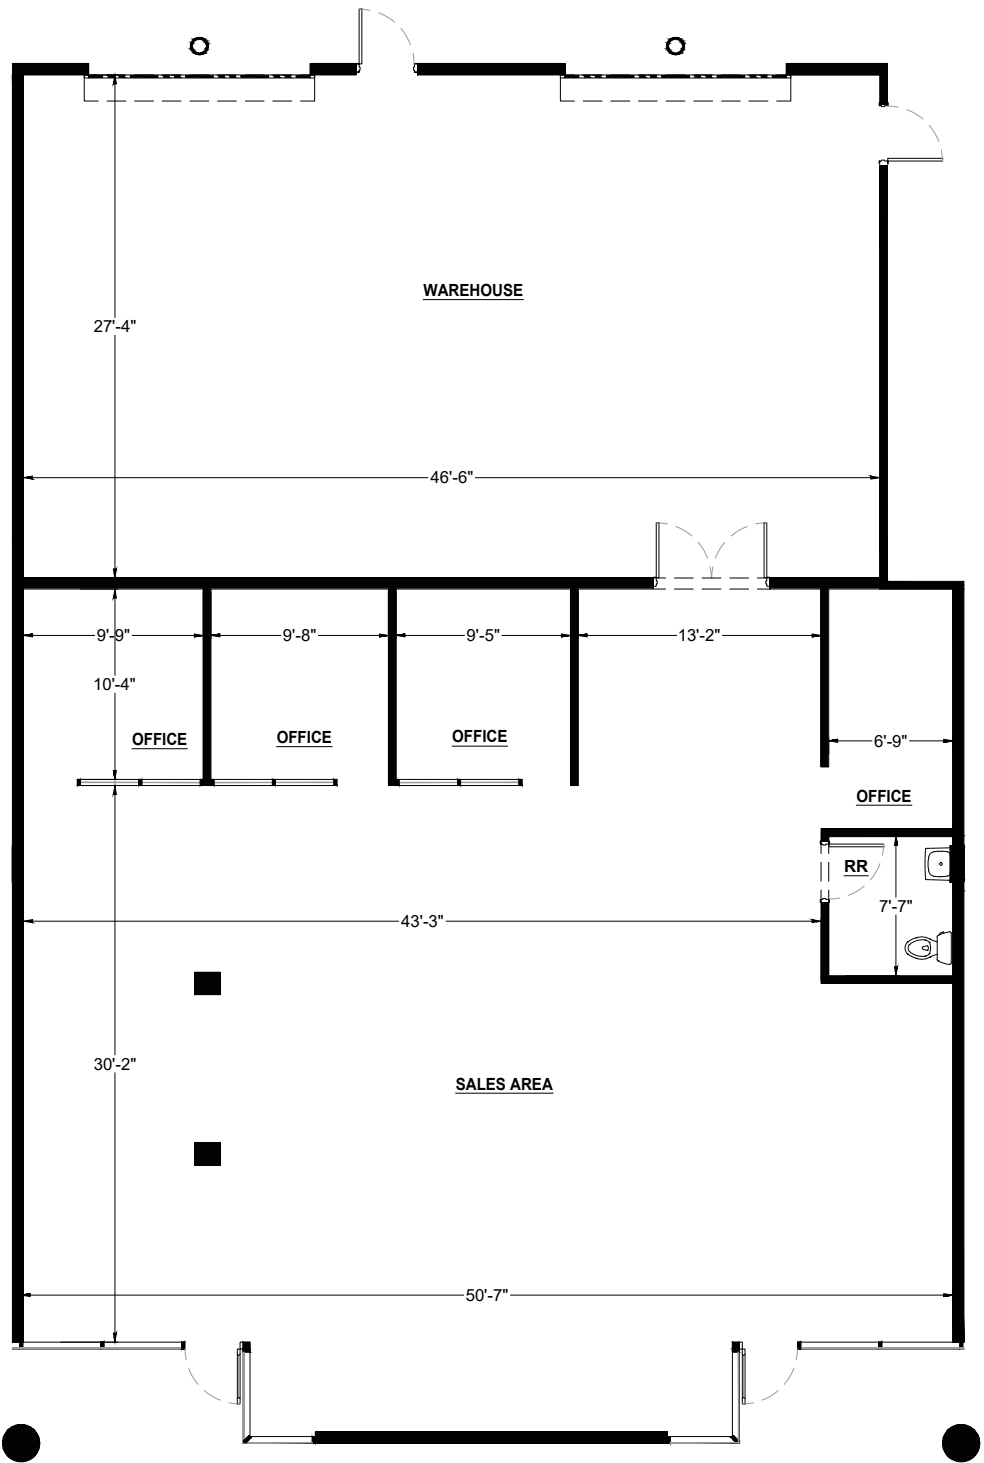 WAREHOUSE
27'-4"
46'-6"
9'-9"
9'-8"
9'-5"
13'-2"
10'-4"
OFFICE
OFFICE
OFFICE
6'-9"
OFFICE
RR
7'-7"
43'-3"
30'-2"
SALES AREA
50'-7"